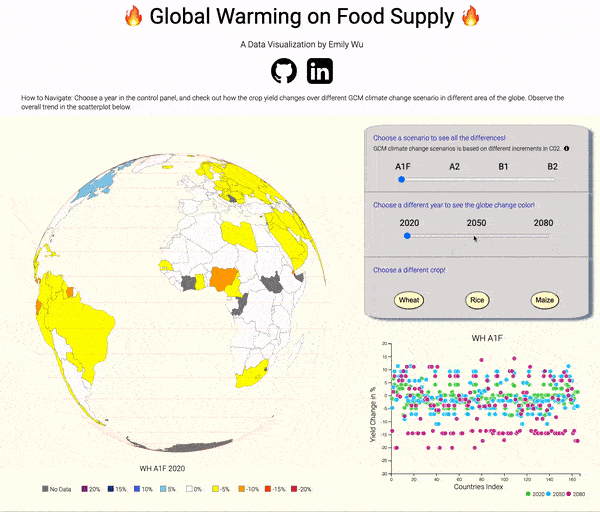 🔥 Global Warming on Food Supply 🔥
A Data Visualization by Emily Wu
in
How to Navigate: Choose a year in the control panel, and check out how the crop yield changes over different GCM climate change scenario in different area of the globe. Observe the
overall trend in the scatterplot below.
Choose a scenario to see all the differences!
GCM climate change scenarios is based on different increments in C02.
A1F A2 B1 B2
Choose a different year to see the globe change color!
2020 2050 2080
Choose a different crop!
Wheat Rice Maize
WH A1F
Yield Change in %
20
15
10
5
0
-5
-10
-15
-20
-25
-30
0 20 40 60 80 100 120 140 160
Countries Index
2020 2050 2080
WH A1F 2020
No Data 20% 15% 10% 5% 0% -5% -10% -15% -20%